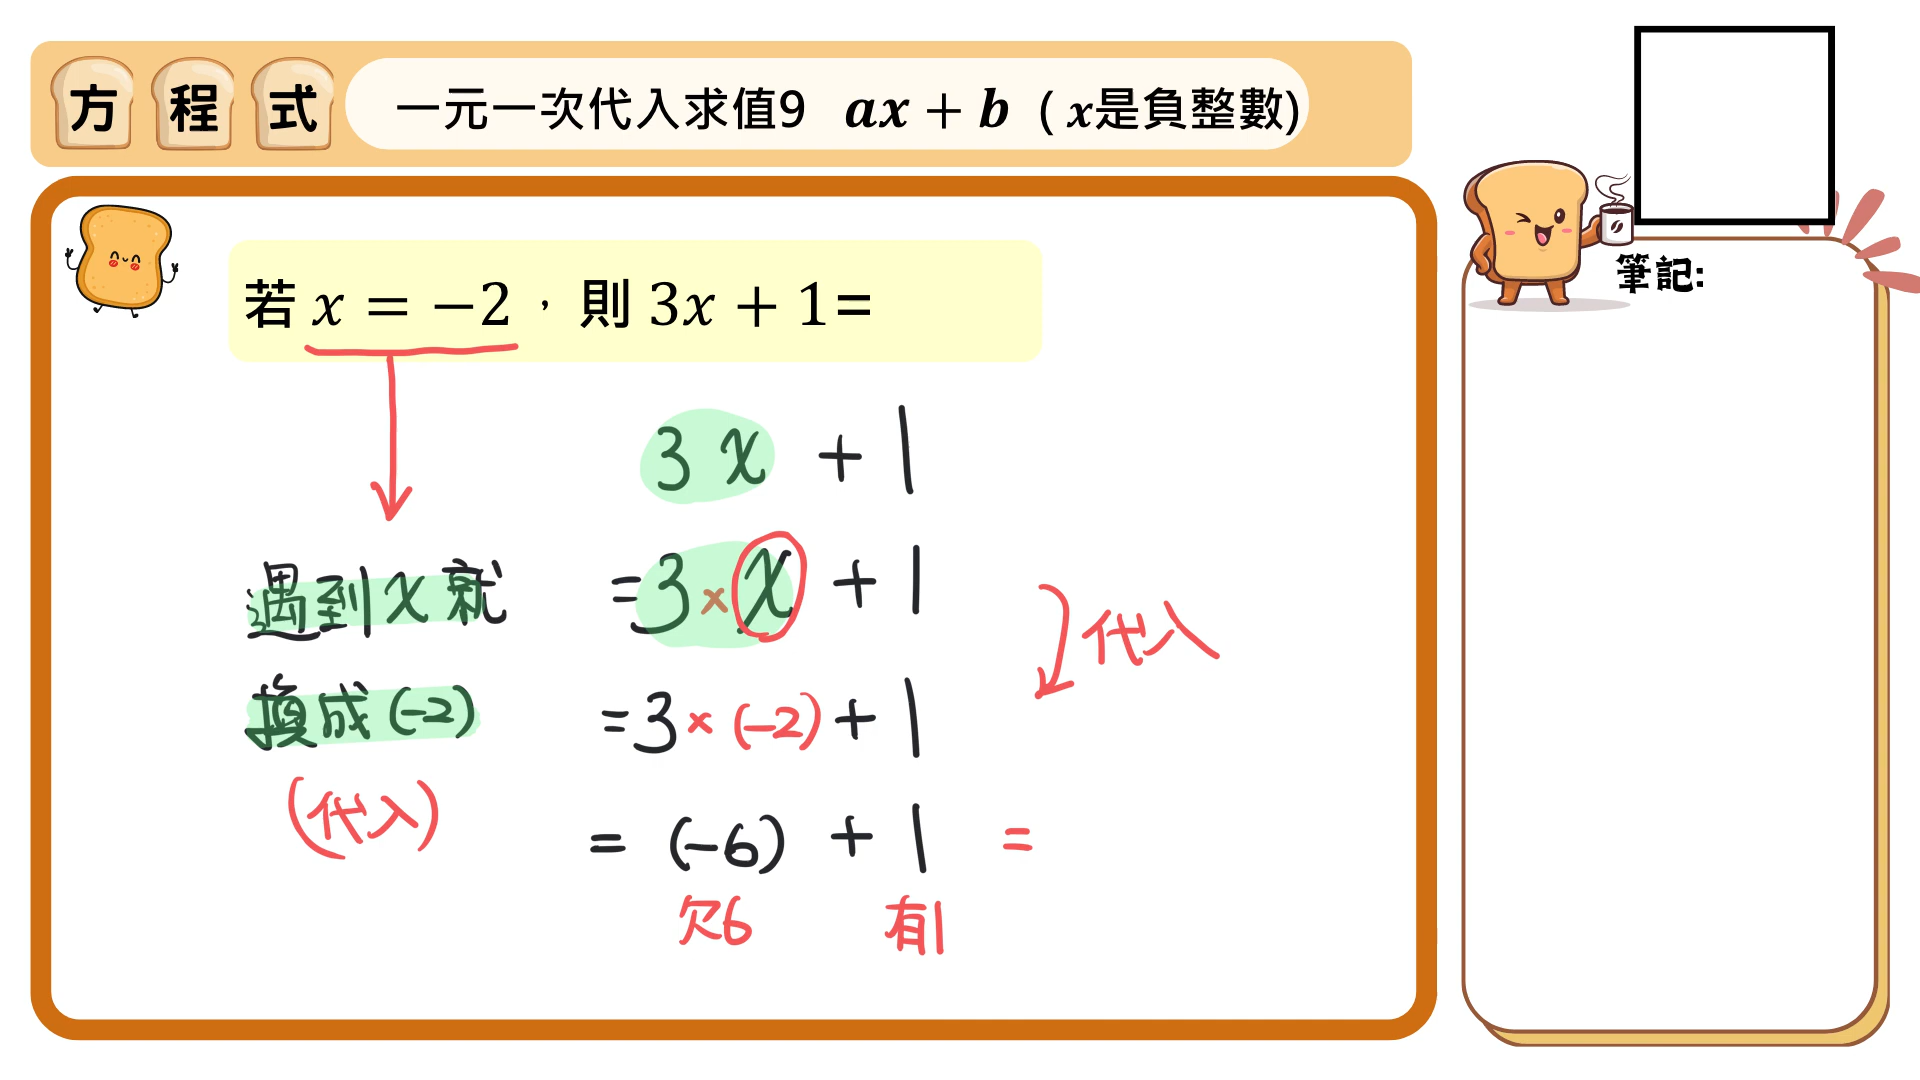 方程式 一元一次代入求值9 ax + b (x是負整數)
筆記:
若 x = −2，則 3x + 1=
3 x + 1
遇到x就 =3×x + 1
代入
換成(-2) =3×(-2)+ 1
(代入)
= (-6) + 1 =
欠6 有1